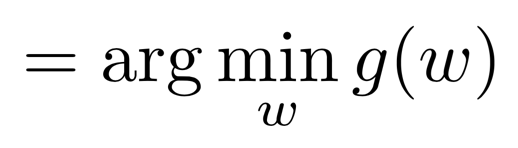 = arg min g(w)
w